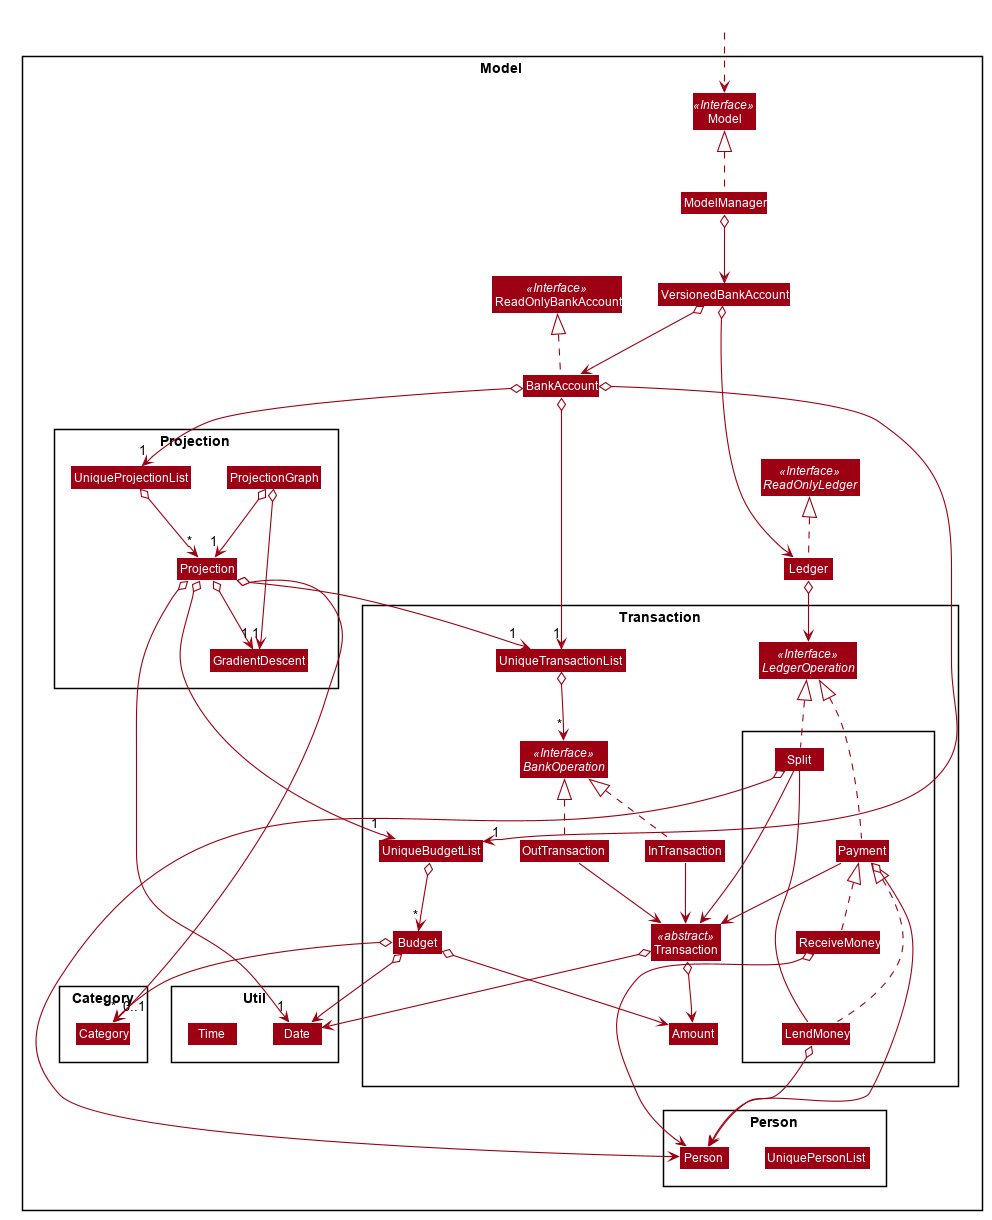 Model
«Interface»
Model
ModelManager
«Interface»
ReadOnlyBankAccount
VersionedBankAccount
BankAccount
Projection
1
UniqueProjectionList
ProjectionGraph
«Interface»
ReadOnlyLedger
*
1
Projection
Ledger
Transaction
1
1
1
1
GradientDescent
UniqueTransactionList
«Interface»
LedgerOperation
*
«Interface»
BankOperation
Split
1
1
UniqueBudgetList
OutTransaction
InTransaction
Payment
*
Budget
«abstract»
Transaction
ReceiveMoney
Category
Util
*
0..1
1
Category
Time
Date
Amount
LendMoney
Person
Person
UniquePersonList